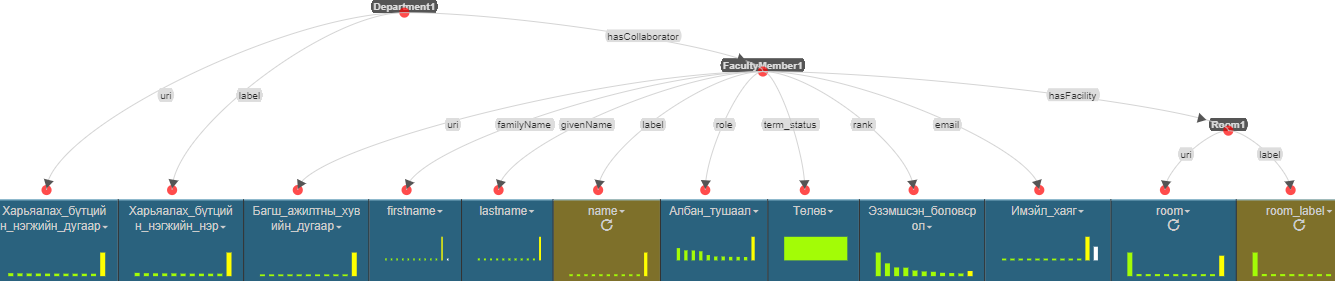 Department1
hasCollaborator
FacultyMember1
uri
label
hasFacility
uri
familyName
givenName
label
role
term_status
rank
email
Room1
uri
label
Харьяалах_бүтций
н_нэгжийн_дугаар
Харьяалах_бүтций
н_нэгжийн_нэр
Багш_ажилтны_хув
ийн_дугаар
firstname
lastname
name
Албан_тушаал
Төлөв
Эзэмшсэн_боловср
ол
Имэйл_хаяг
room
room_label